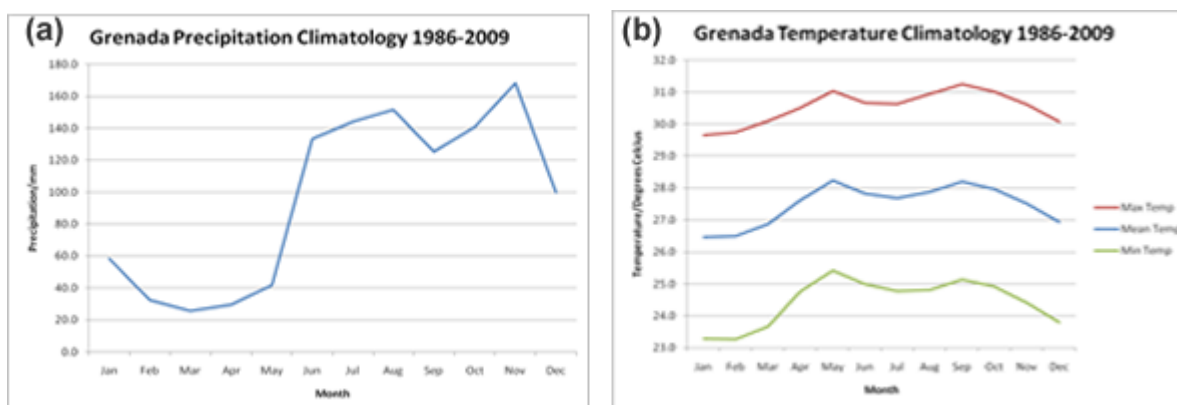 (a)
Grenada Precipitation Climatology 1986-2009
180.0
160.0
140.0
120.0
100.0
80.0
60.0
40.0
20.0
0.0
Precipitation/mm
Jan Feb Mar Apr May Jun Jul Aug Sep Oct Nov Dec
Month
(b)
Grenada Temperature Climatology 1986-2009
32.0
31.0
30.0
29.0
28.0
27.0
26.0
25.0
24.0
23.0
Temperature/Degrees Celcius
Jan Feb Mar Apr May Jun Jul Aug Sep Oct Nov Dec
Month
Max Temp
Mean Temp
Min Temp